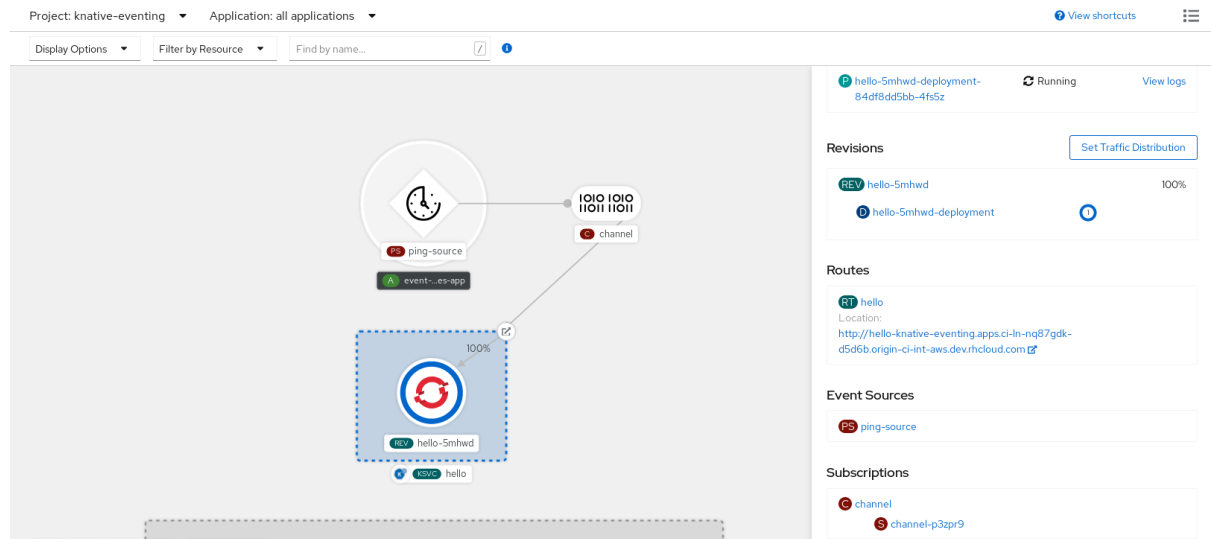 Project: knative-eventing Application: all applications View shortcuts
Display Options Filter by Resource Find by name... /
P hello-5mhwd-deployment-84df8dd5bb-4fs5z Running View logs
Revisions Set Traffic Distribution
REV hello-5mhwd 100%
D hello-5mhwd-deployment 1
Routes
RT hello
Location:
http://hello-knative-eventing.apps.ci-ln-nq87gdk-
d5d6b.origin-ci-int-aws.dev.rhcloud.com
Event Sources
PS ping-source
Subscriptions
C channel
S channel-p3zpr9
1010 1010
11011 11011
C channel
PS ping-source
A event-...es-app
100%
REV hello-5mhwd
KSVC hello